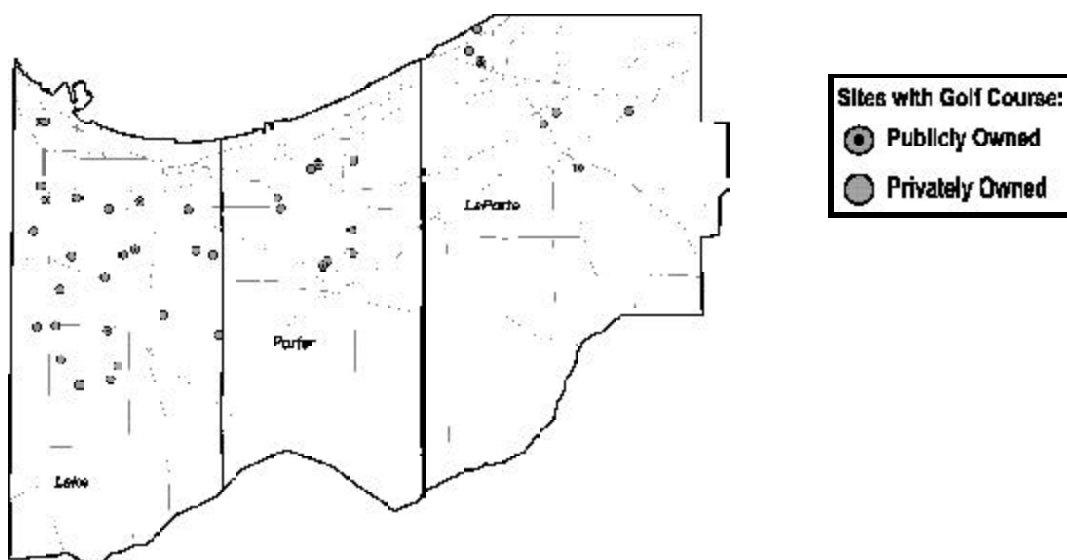 Sites with Golf Course:
Publicly Owned
Privately Owned
LaPorte
Porter
Lake